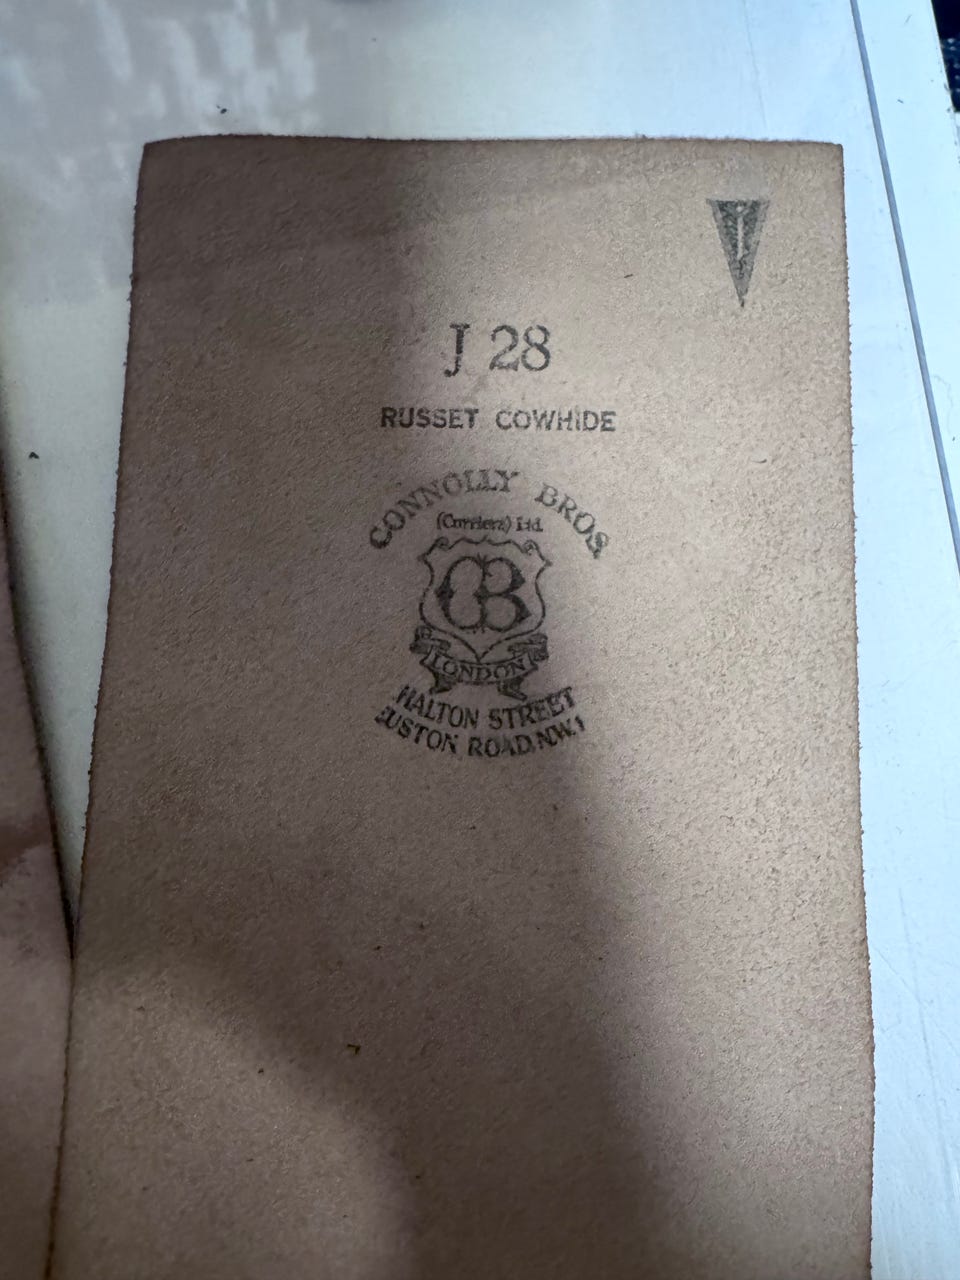 J 28
RUSSET COWHIDE
CONNOLLY BROS
(Curriers) Ltd.
CB
LONDON
HALTON STREET
EUSTON ROAD.N.W.1